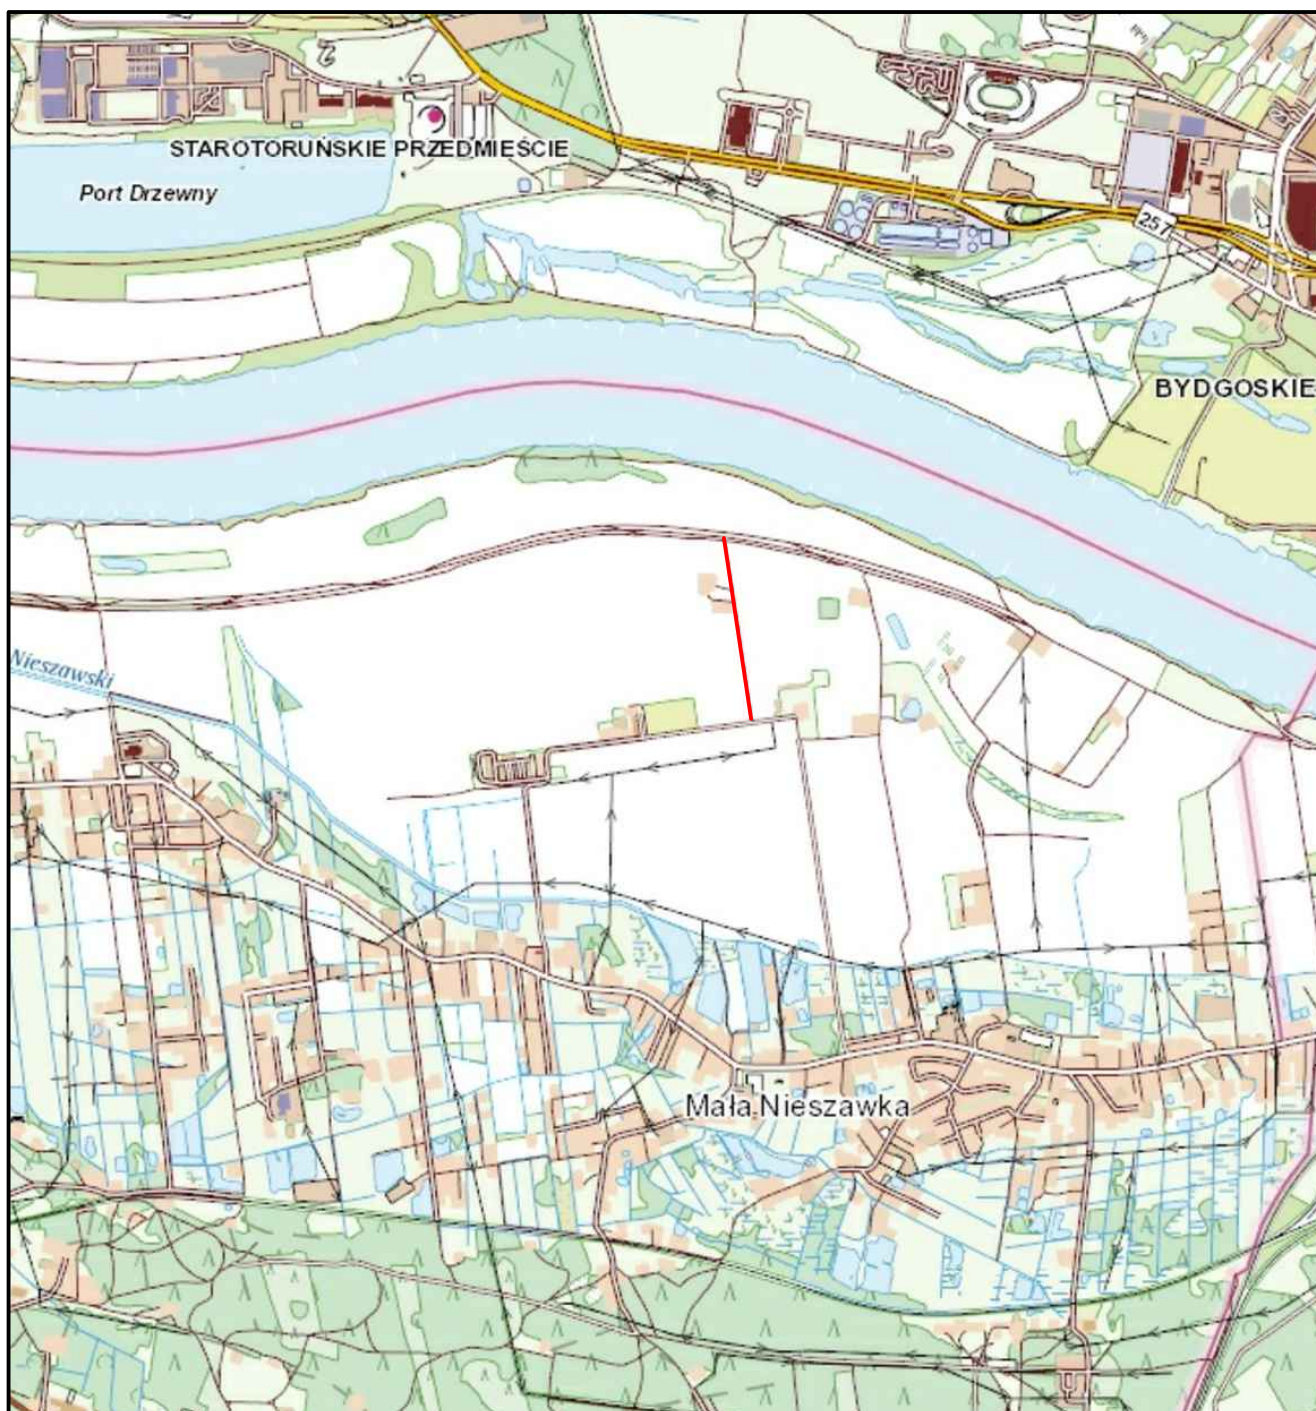 STAROTORUŃSKIE PRZEDMIEŚCIE
Port Drzewny
257
BYDGOSKIE
Nieszawski
Mała Nieszawka